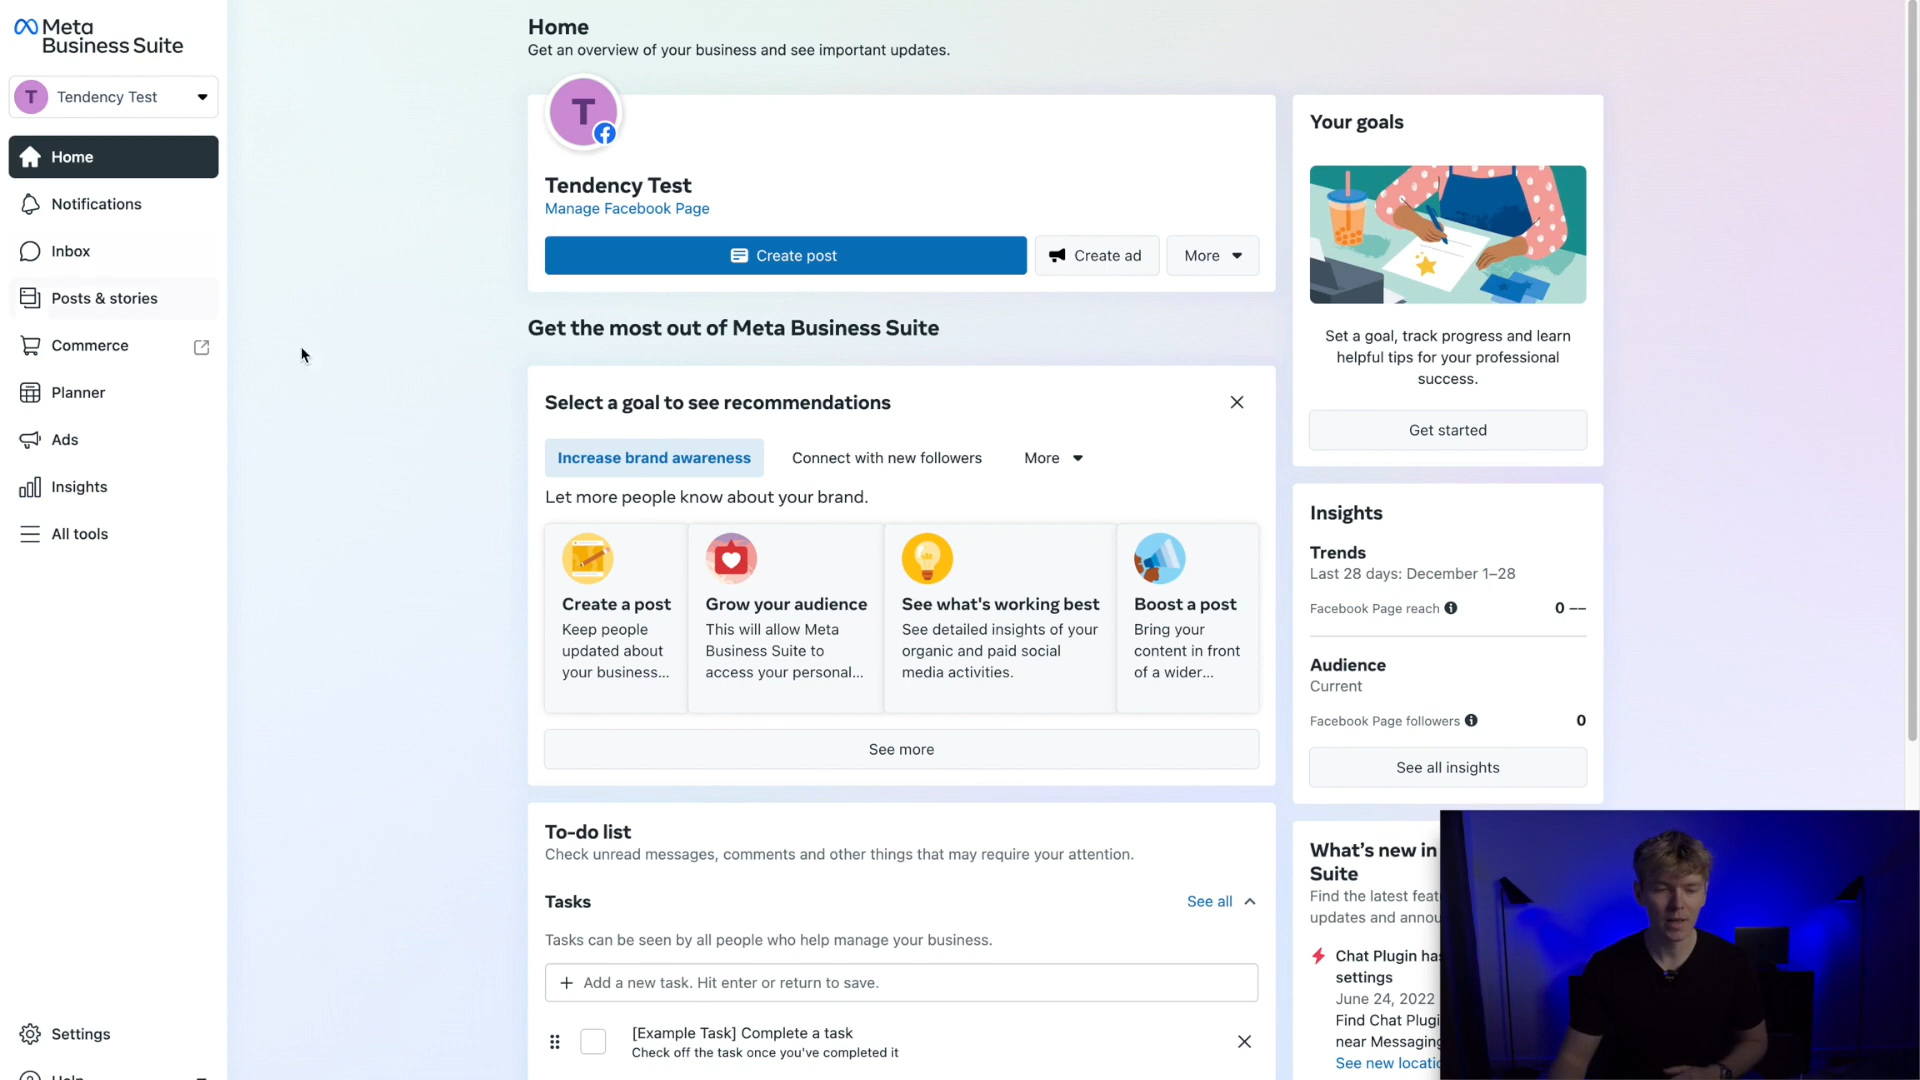 Meta
Business Suite
T
Tendency Test
Home
Notifications
Inbox
Posts & stories
Commerce
Planner
Ads
Insights
All tools
Settings
Help
Home
Get an overview of your business and see important updates.
T
Tendency Test
Manage Facebook Page
Create post
Create ad
More
Get the most out of Meta Business Suite
Select a goal to see recommendations
Increase brand awareness
Connect with new followers
More
Let more people know about your brand.
Create a post
Keep people
updated about
your business...
Grow your audience
This will allow Meta
Business Suite to
access your personal...
See what's working best
See detailed insights of your
organic and paid social
media activities.
Boost a post
Bring your
content in front
of a wider...
See more
To-do list
Check unread messages, comments and other things that may require your attention.
Tasks
See all
Tasks can be seen by all people who help manage your business.
+ Add a new task. Hit enter or return to save.
[Example Task] Complete a task
Check off the task once you've completed it
Your goals
Set a goal, track progress and learn
helpful tips for your professional
success.
Get started
Insights
Trends
Last 28 days: December 1–28
Facebook Page reach
0 --
Audience
Current
Facebook Page followers
0
See all insights
What's new in
Suite
Find the latest feat
updates and annou
Chat Plugin has
settings
June 24, 2022
Find Chat Plugi
near Messaging
See new locatio